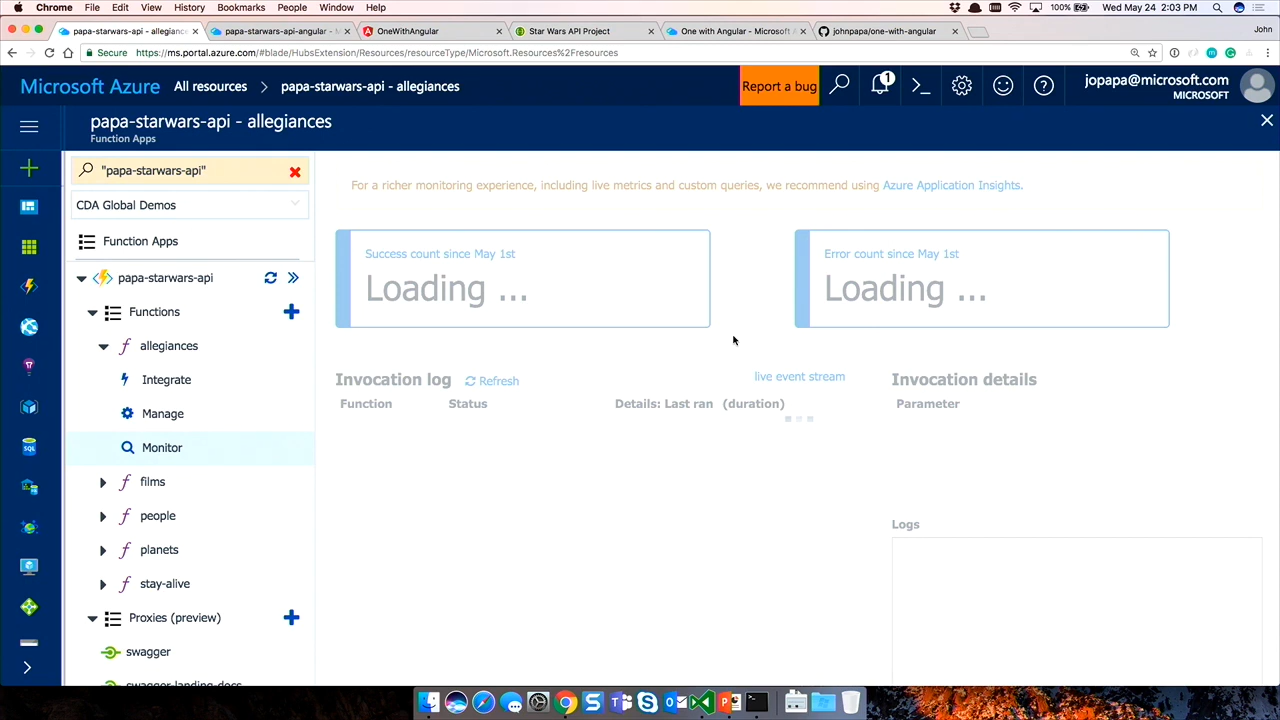 Chrome File Edit View History Bookmarks People Window Help 100% Wed May 24 2:03 PM
papa-starwars-api - allegianc papa-starwars-api-angular - M OneWithAngular Star Wars API Project One with Angular - Microsoft A johnpapa/one-with-angular John
Secure https://ms.portal.azure.com/#blade/HubsExtension/Resources/resourceType/Microsoft.Resources%2Fresources
Microsoft Azure All resources > papa-starwars-api - allegiances Report a bug 1 jopapa@microsoft.com
MICROSOFT
papa-starwars-api - allegiances
Function Apps
"papa-starwars-api"
For a richer monitoring experience, including live metrics and custom queries, we recommend using Azure Application Insights.
CDA Global Demos
Function Apps
Success count since May 1st
Loading ...
Error count since May 1st
Loading ...
papa-starwars-api
Functions
allegiances
Integrate
Manage
Monitor
films
people
planets
stay-alive
Proxies (preview)
swagger
swagger-landing-docs
Invocation log Refresh live event stream
Function Status Details: Last ran (duration)
Invocation details
Parameter
Logs
SQL